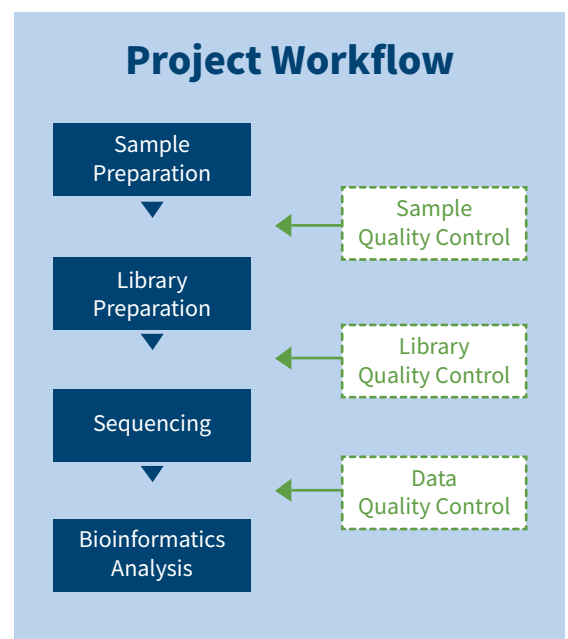 Project Workflow
Sample
Preparation
Sample
Quality Control
Library
Preparation
Library
Quality Control
Sequencing
Data
Quality Control
Bioinformatics
Analysis